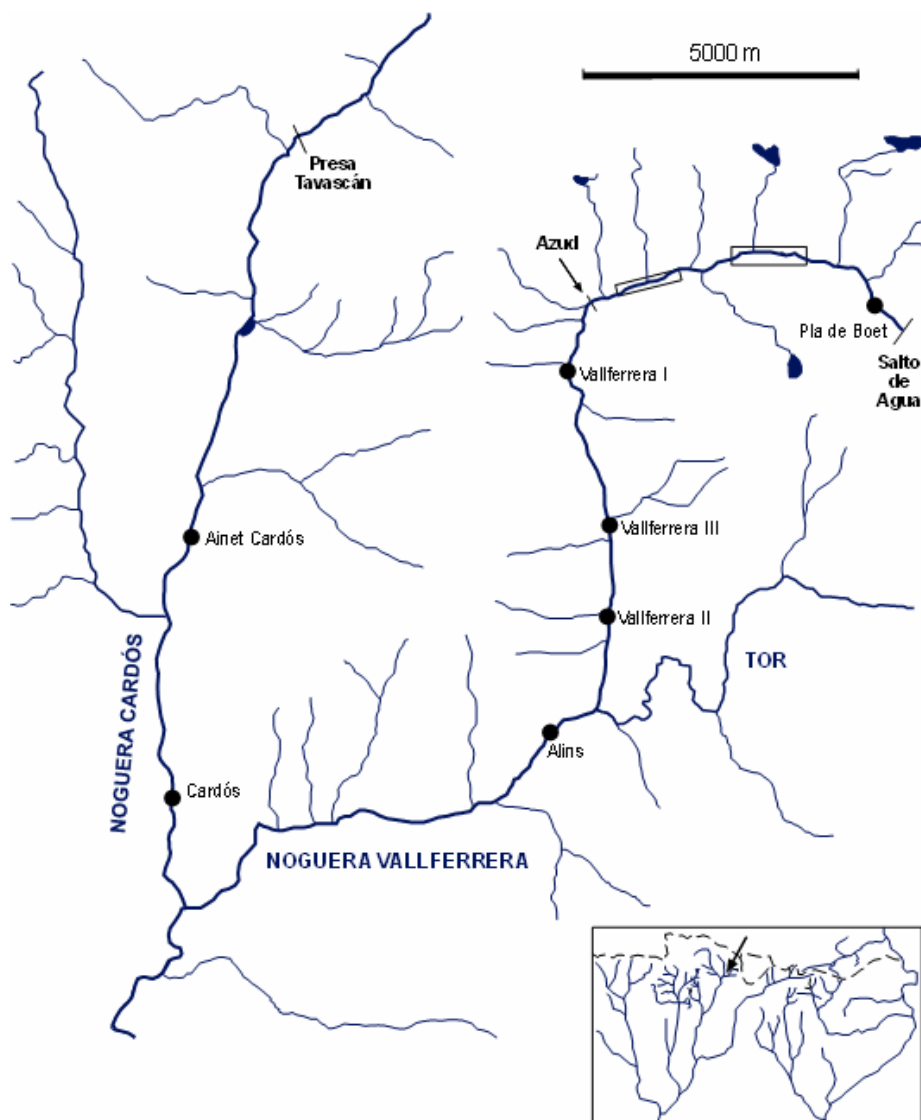 5000 m
Presa
Tavascán
Azud
Pla de Boet
Salto
de
Agua
Vallferrera I
Ainet Cardós
Vallferrera III
Vallferrera II
NOGUERA CARDÓS
TOR
Alins
Cardós
NOGUERA VALLFERRERA